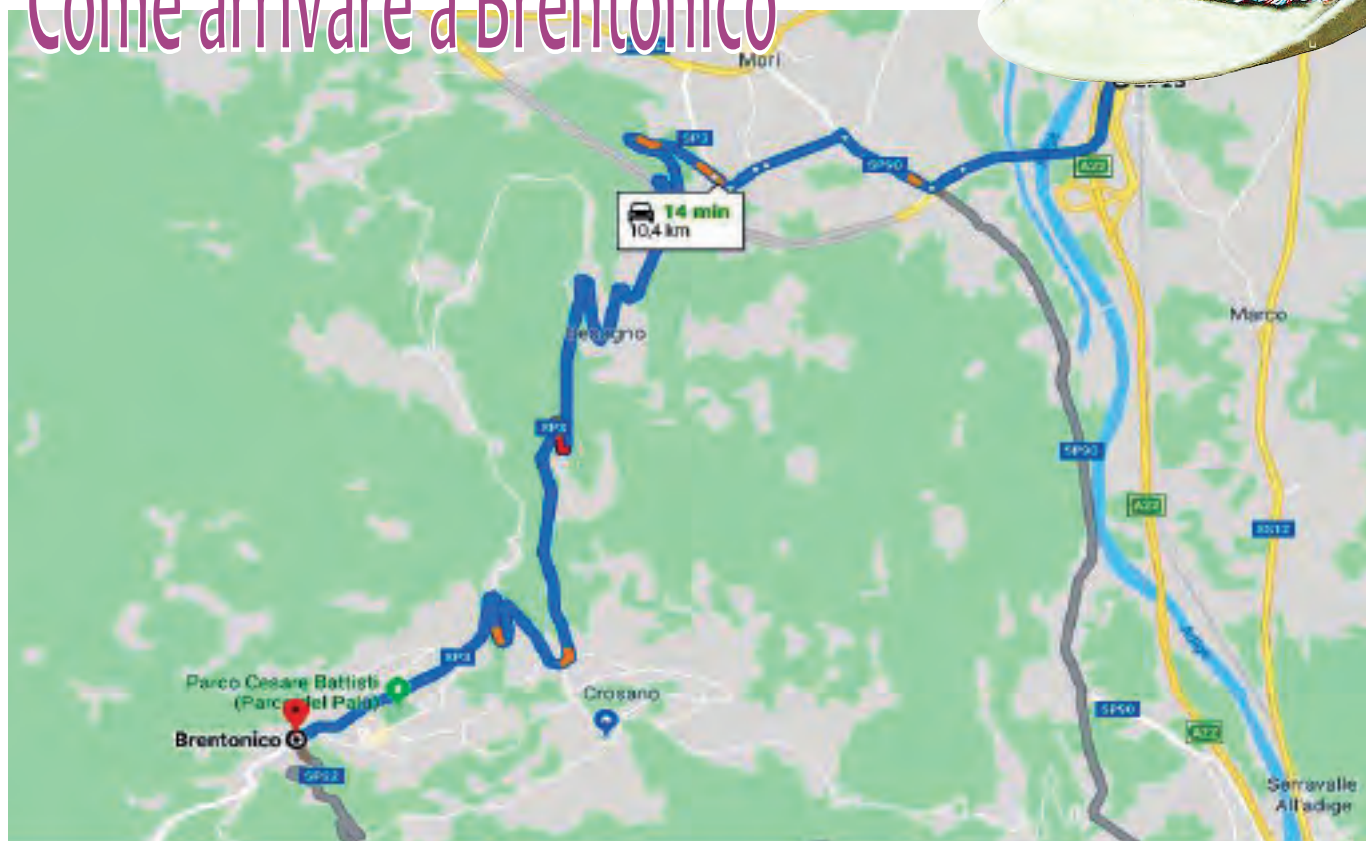 Come arrivare a Brentonico
Mori
SP3
SP90
A22
14 min
10,4 km
Marco
SP3
SP90
A22
SS12
Adige
SP3
Parco Cesare Battisti
(Parco del Palù)
Crosano
Brentonico
SP90
A22
Serravalle
All'adige